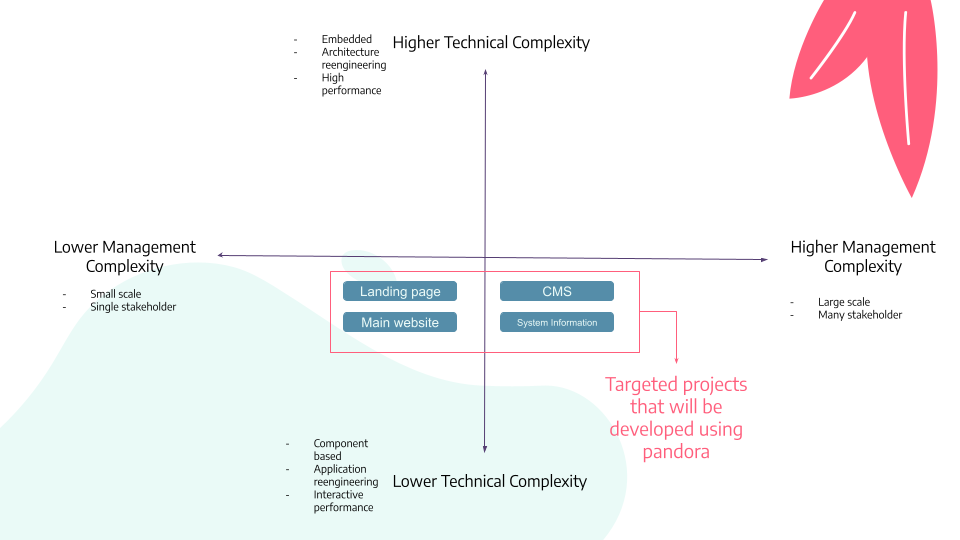 - Embedded
- Architecture
reengineering
- High
performance
Higher Technical Complexity
Lower Management
Complexity
- Small scale
- Single stakeholder
Higher Management
Complexity
- Large scale
- Many stakeholder
Landing page
CMS
Main website
System Information
Targeted projects
that will be
developed using
pandora
- Component
based
- Application
reengineering
- Interactive
performance
Lower Technical Complexity